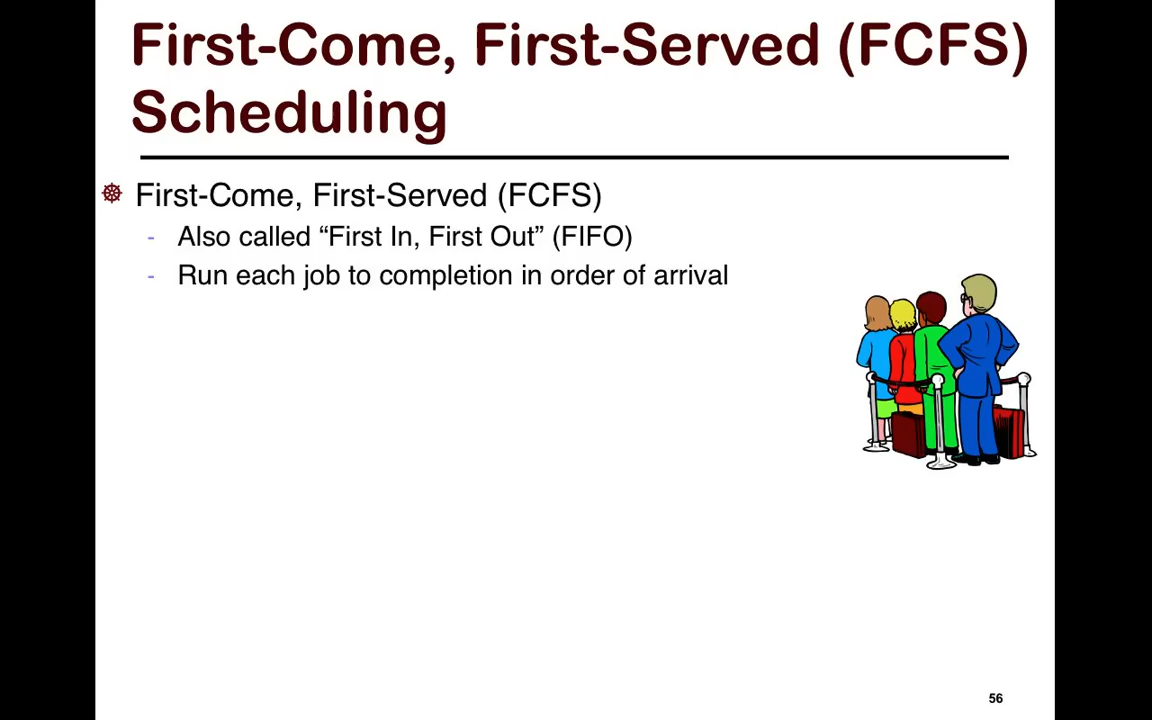 First-Come, First-Served (FCFS)
Scheduling
First-Come, First-Served (FCFS)
- Also called “First In, First Out” (FIFO)
- Run each job to completion in order of arrival
56